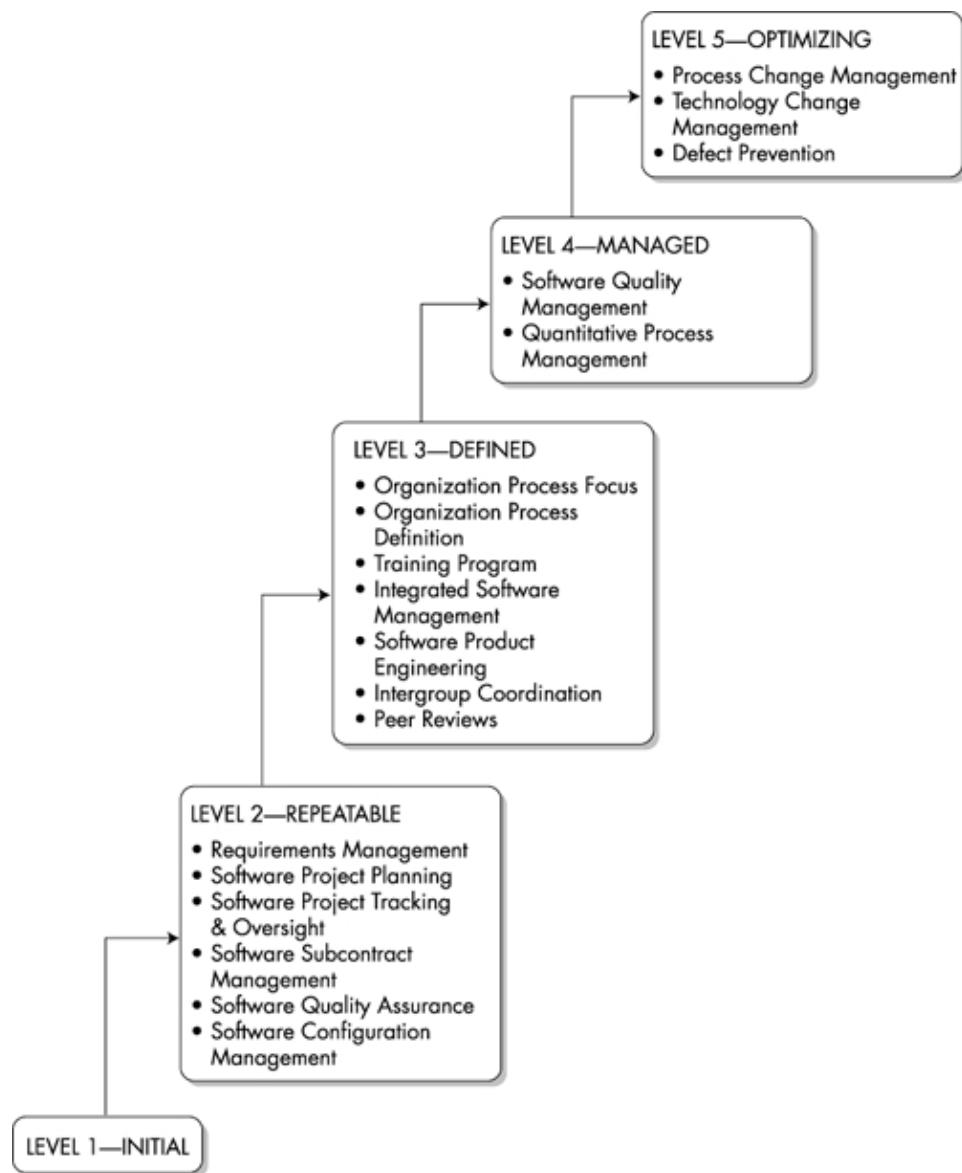 LEVEL 5—OPTIMIZING
• Process Change Management
• Technology Change
Management
• Defect Prevention
LEVEL 4—MANAGED
• Software Quality
Management
• Quantitative Process
Management
LEVEL 3—DEFINED
• Organization Process Focus
• Organization Process
Definition
• Training Program
• Integrated Software
Management
• Software Product
Engineering
• Intergroup Coordination
• Peer Reviews
LEVEL 2—REPEATABLE
• Requirements Management
• Software Project Planning
• Software Project Tracking
& Oversight
• Software Subcontract
Management
• Software Quality Assurance
• Software Configuration
Management
LEVEL 1—INITIAL